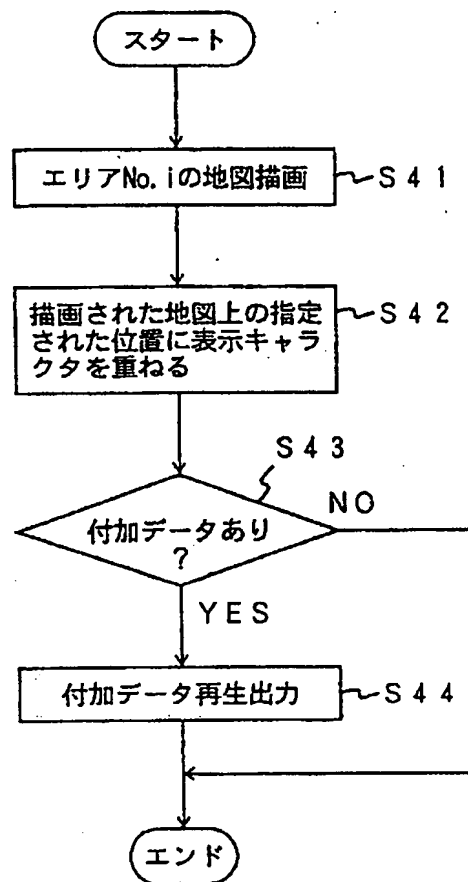 スタート
エリアNo.iの地図描画
S41
描画された地図上の指定
された位置に表示キャラ
クタを重ねる
S42
S43
付加データあり
?
NO
YES
付加データ再生出力
S44
エンド